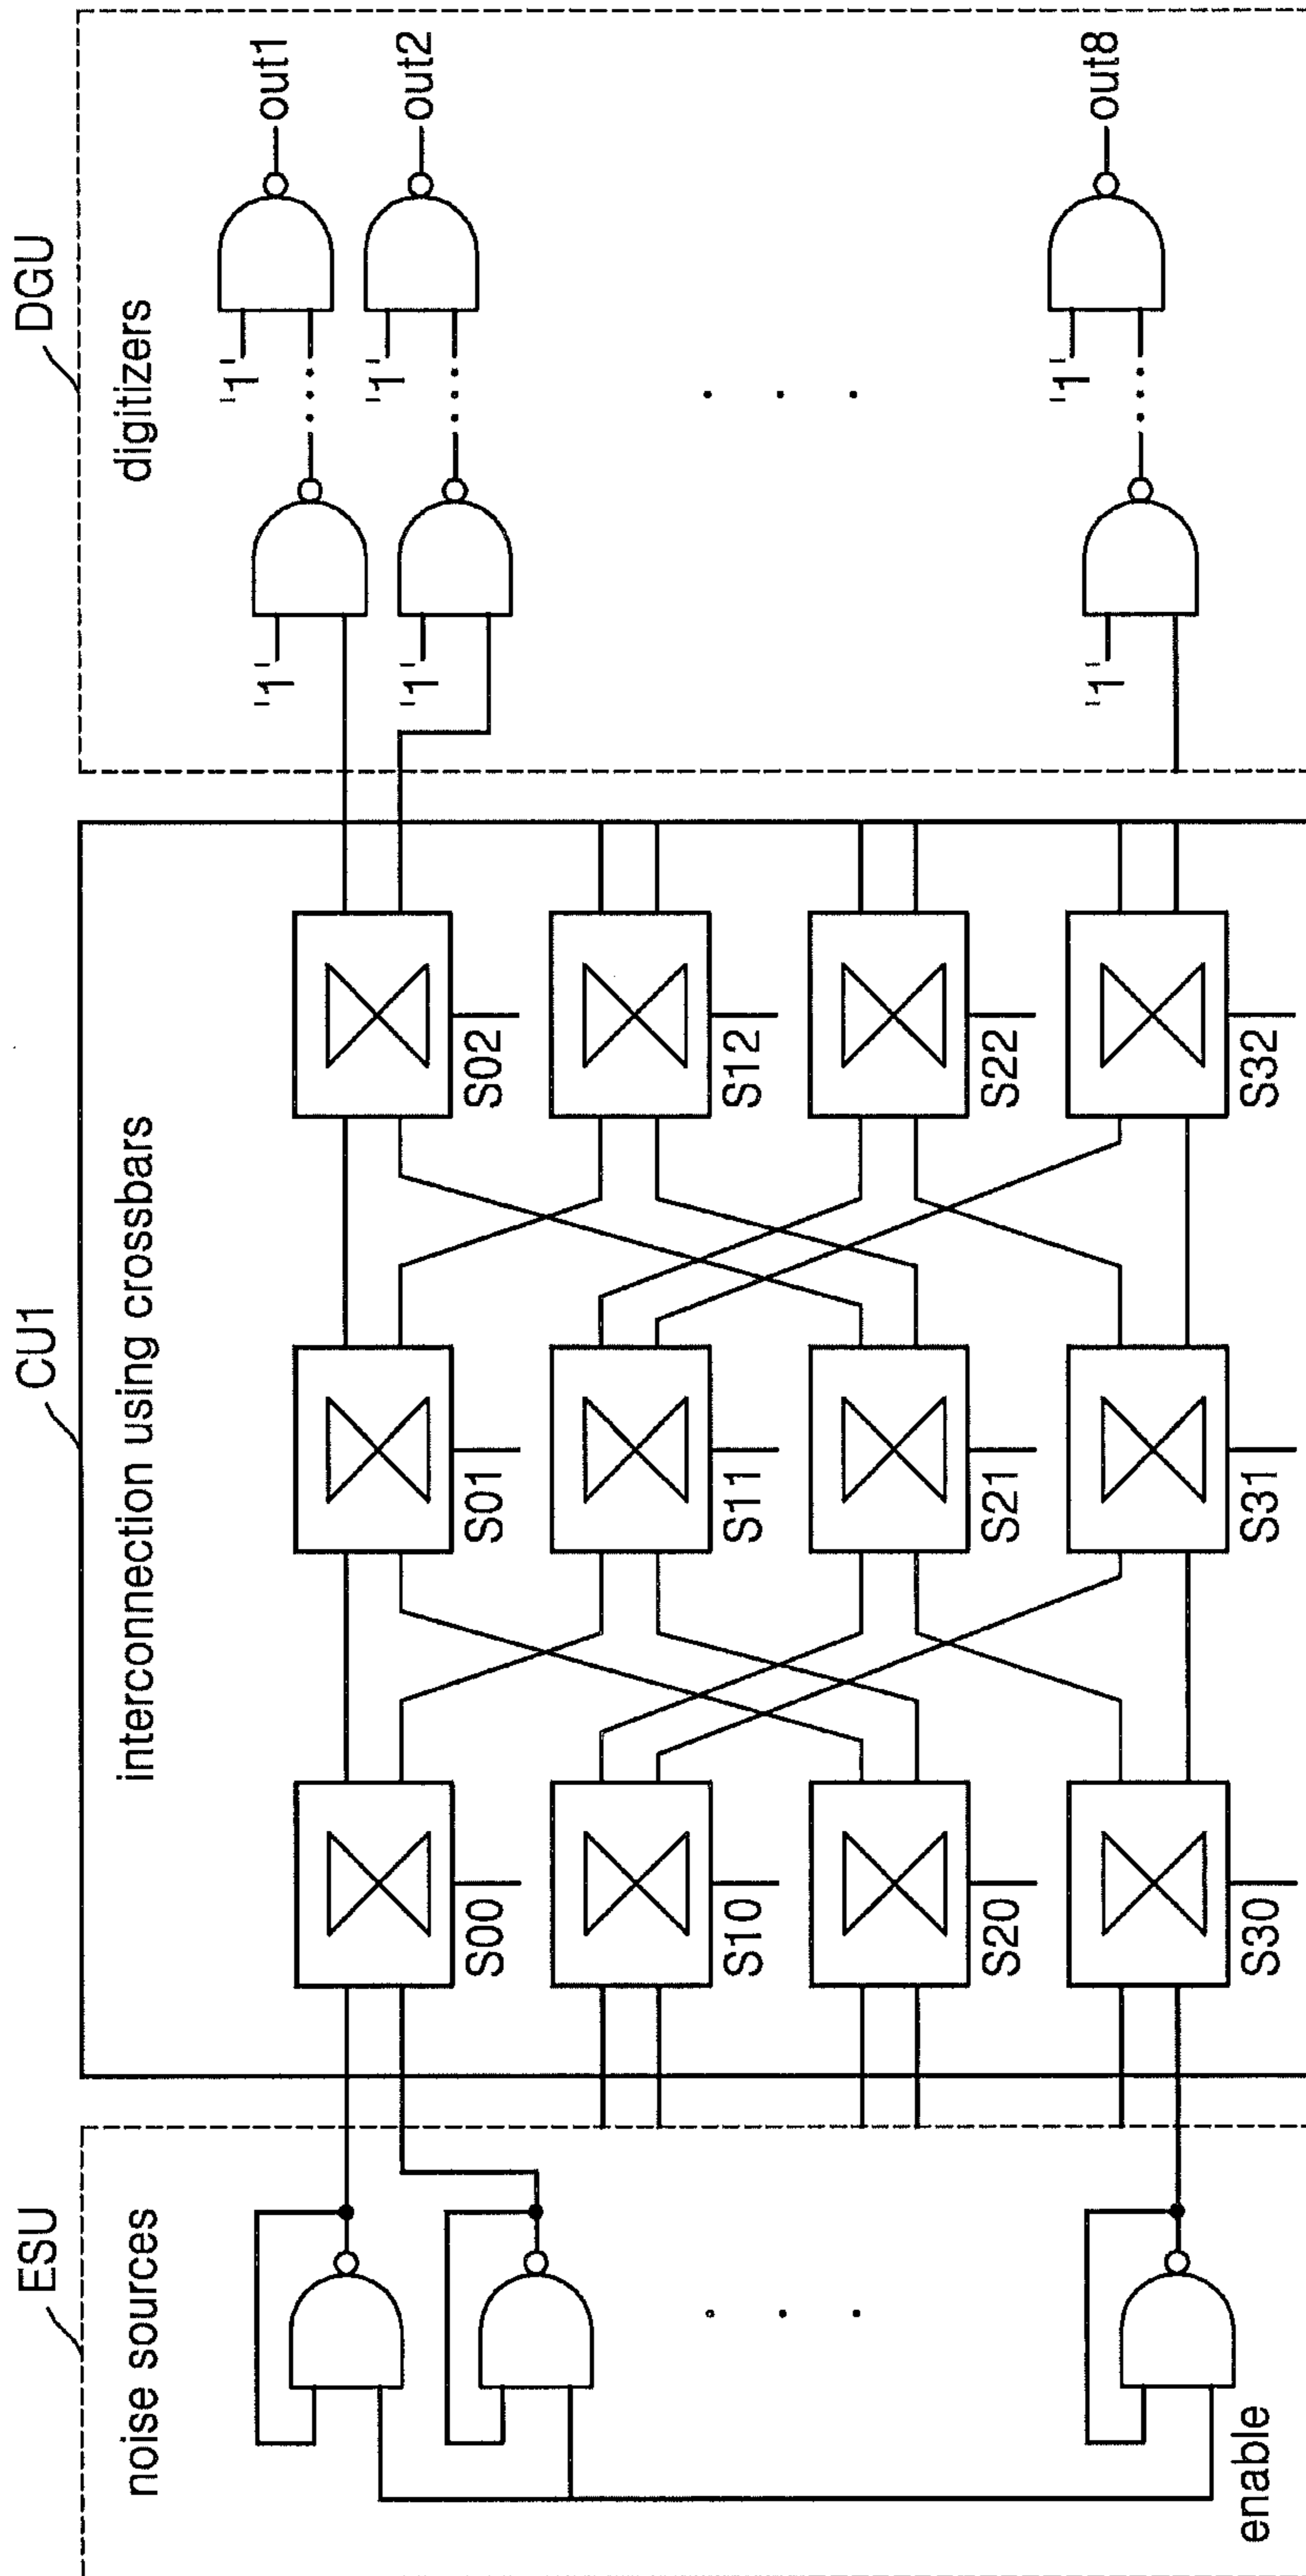 ESU
CU1
DGU
noise sources
interconnection using crossbars
digitizers
enable
S00
S01
S02
S10
S11
S12
S20
S21
S22
S30
S31
S32
'1'
'1'
out1
'1'
'1'
out2
'1'
'1'
out8